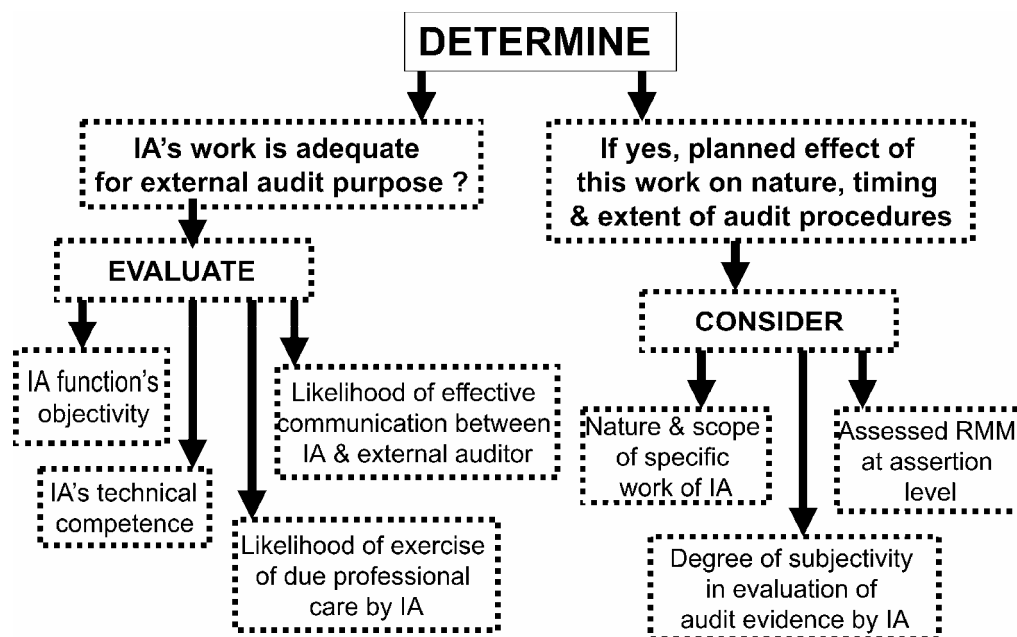 DETERMINE
IA's work is adequate
for external audit purpose ?
If yes, planned effect of
this work on nature, timing
& extent of audit procedures
EVALUATE
CONSIDER
IA function's
objectivity
IA's technical
competence
Likelihood of exercise
of due professional
care by IA
Likelihood of effective
communication between
IA & external auditor
Nature & scope
of specific
work of IA
Degree of subjectivity
in evaluation of
audit evidence by IA
Assessed RMM
at assertion
level